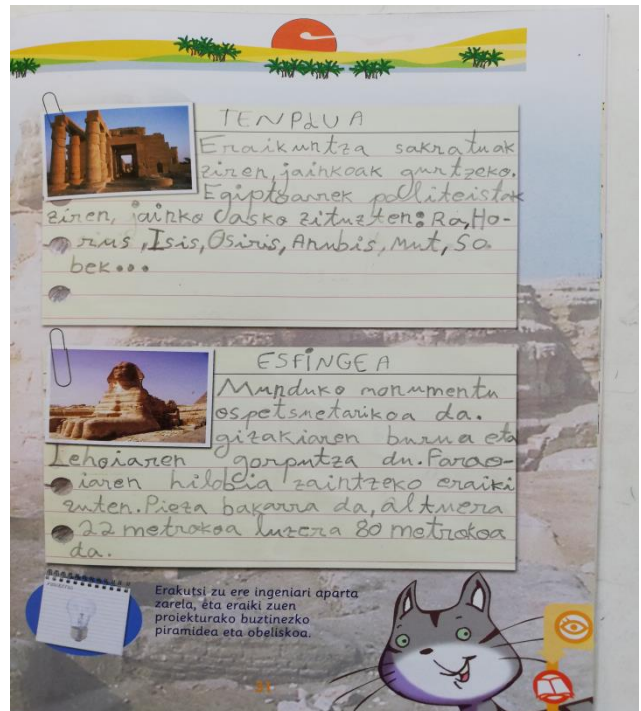 TENPLUA
Eraikuntza sakratuak
ziren, jainkoak gurtzeko.
Egiptoarrek politeistak
ziren, jainko dasko zituzten: Ra, Ho-
rius, Isis, Osiris, Anubis, Mut, So
bek...
ESFINGEA
Munduko monumentu
ospetsuetarikoa da.
gizakiaren burua eta
Lehoiaren gorputza du. Farao-
iaren hilobia zaintzeko eraiki
zuten. Pieza bakarra da, altuera
22 metrokoa luzera 80 metrokoa
da.
Erakutsi zu ere ingeniari aparta
zarela, eta eraiki zuen
proiekturako buztinezko
piramidea eta obeliskoa.